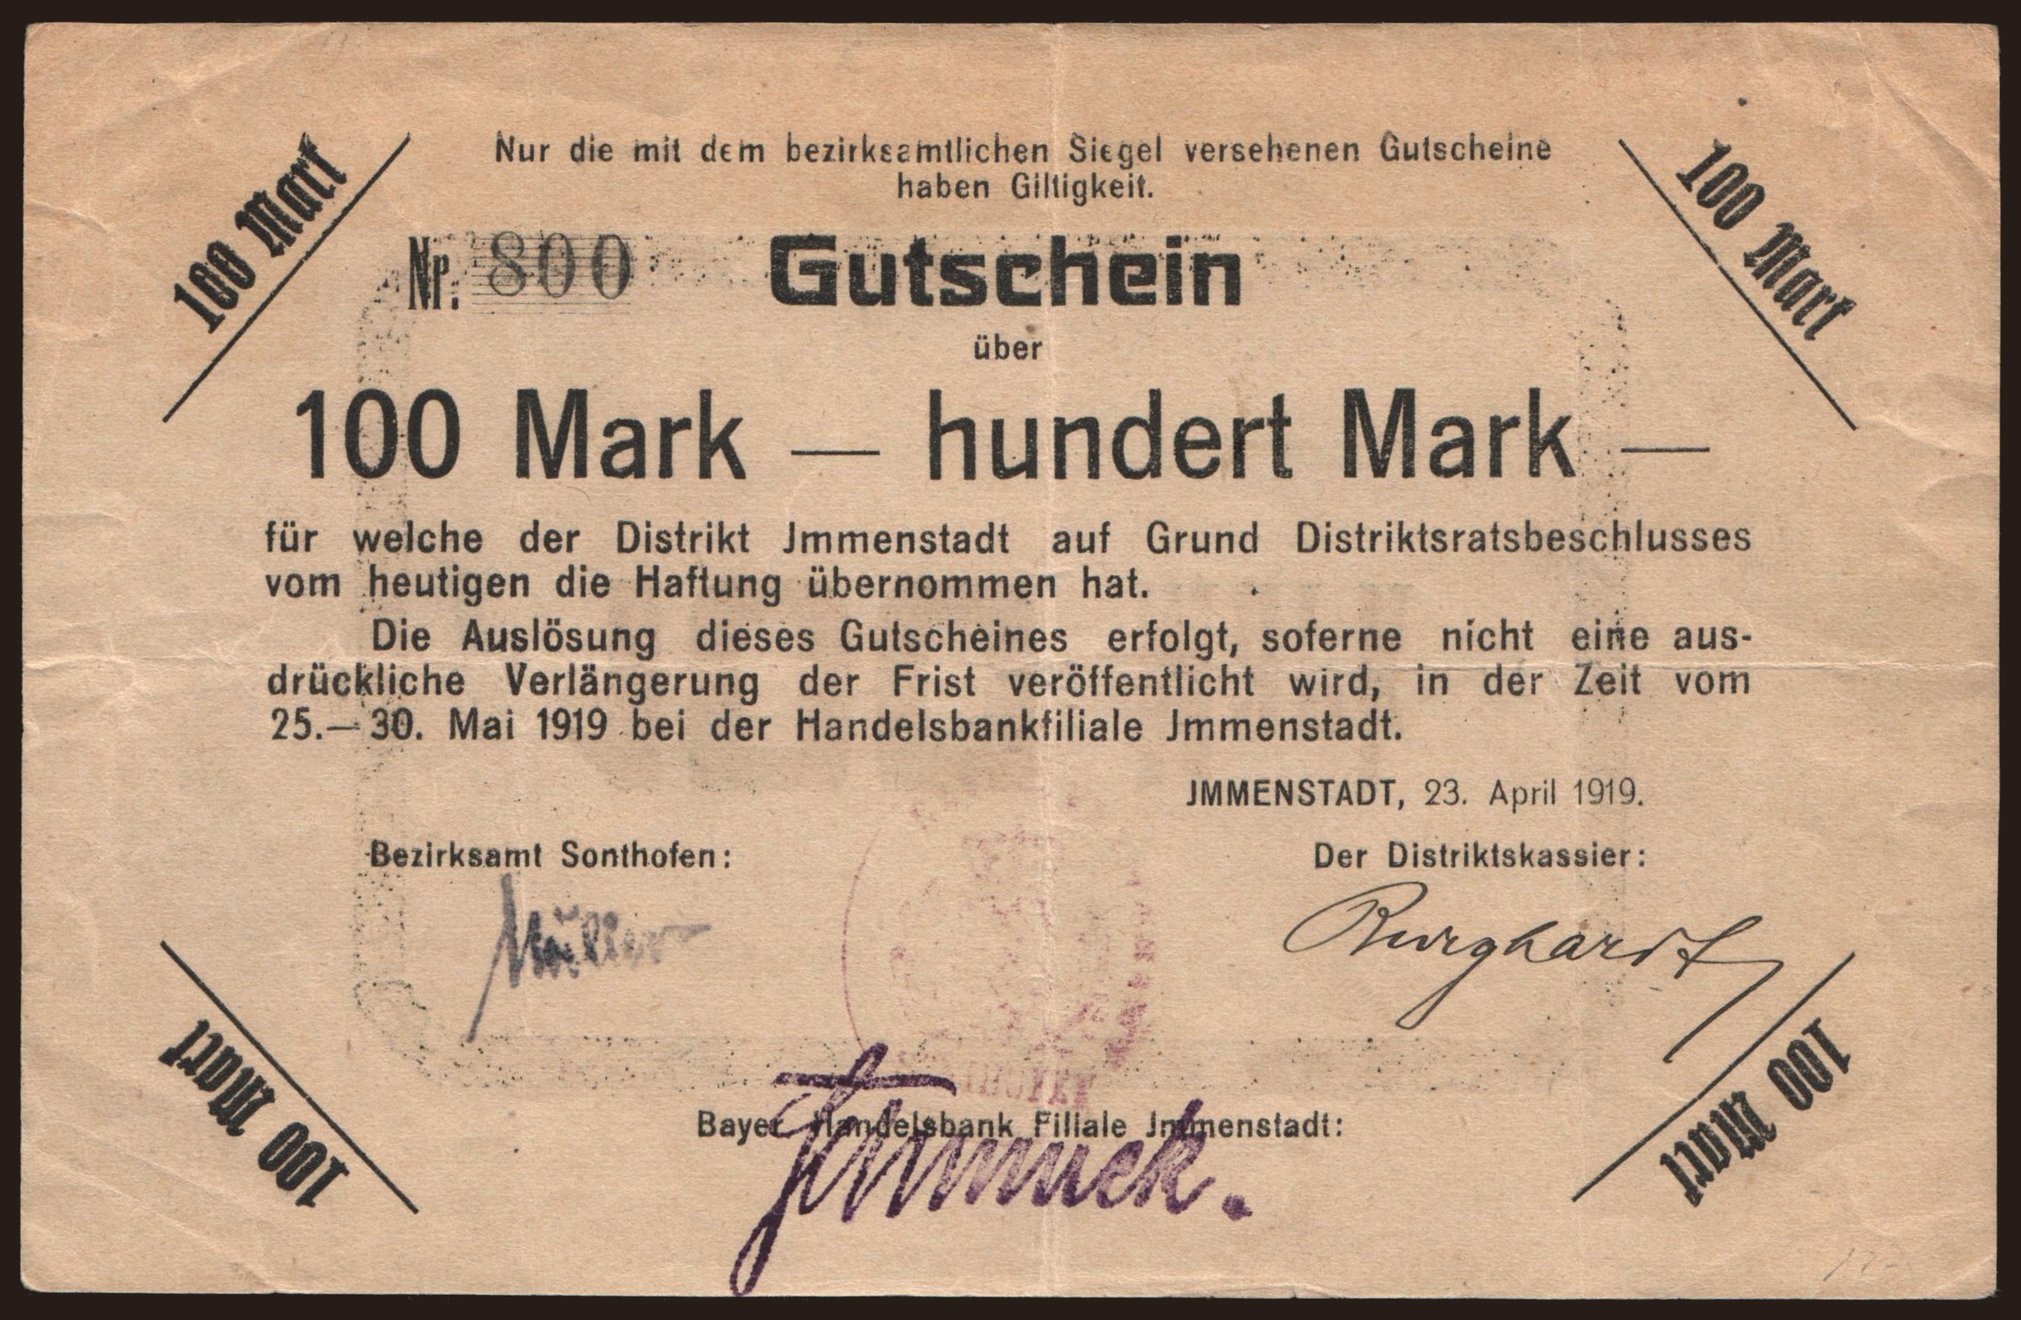 Nur die mit dem bezirksamtlichen Siegel versehenen Gutscheine
haben Giltigkeit.
100 Mark
100 Mark
Nr. 800
Gutschein
über
100 Mark — hundert Mark —
für welche der Distrikt Jmmenstadt auf Grund Distriktsratsbeschlusses
vom heutigen die Haftung übernommen hat.
Die Auslösung dieses Gutscheines erfolgt, soferne nicht eine aus-
drückliche Verlängerung der Frist veröffentlicht wird, in der Zeit vom
25.— 30. Mai 1919 bei der Handelsbankfiliale Jmmenstadt.
JMMENSTADT, 23. April 1919.
Bezirksamt Sonthofen:
Der Distriktskassier:
Müller
Burghardt
100 Mark
100 Mark
Bayer. Handelsbank Filiale Jmmenstadt: